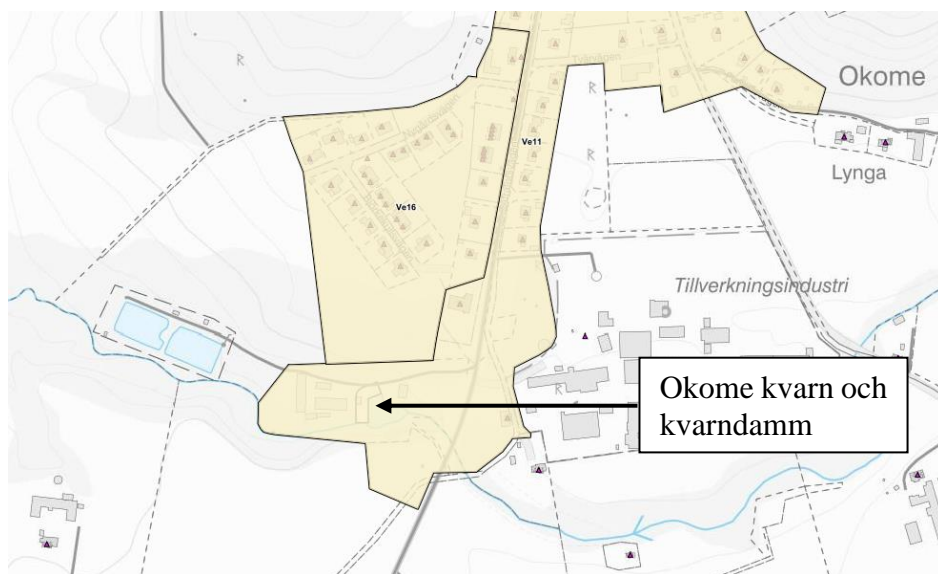 R
Okome
R
Ve11
R
Lynga
Ve16
Tillverkningsindustri
R
Okome kvarn och
kvarndamm